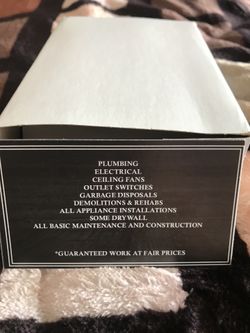 PLUMBING
ELECTRICAL
CEILING FANS
OUTLET SWITCHES
GARBAGE DISPOSALS
DEMOLITIONS & REHABS
ALL APPLIANCE INSTALLATIONS
SOME DRYWALL
ALL BASIC MAINTENANCE AND CONSTRUCTION
*GUARANTEED WORK AT FAIR PRICES